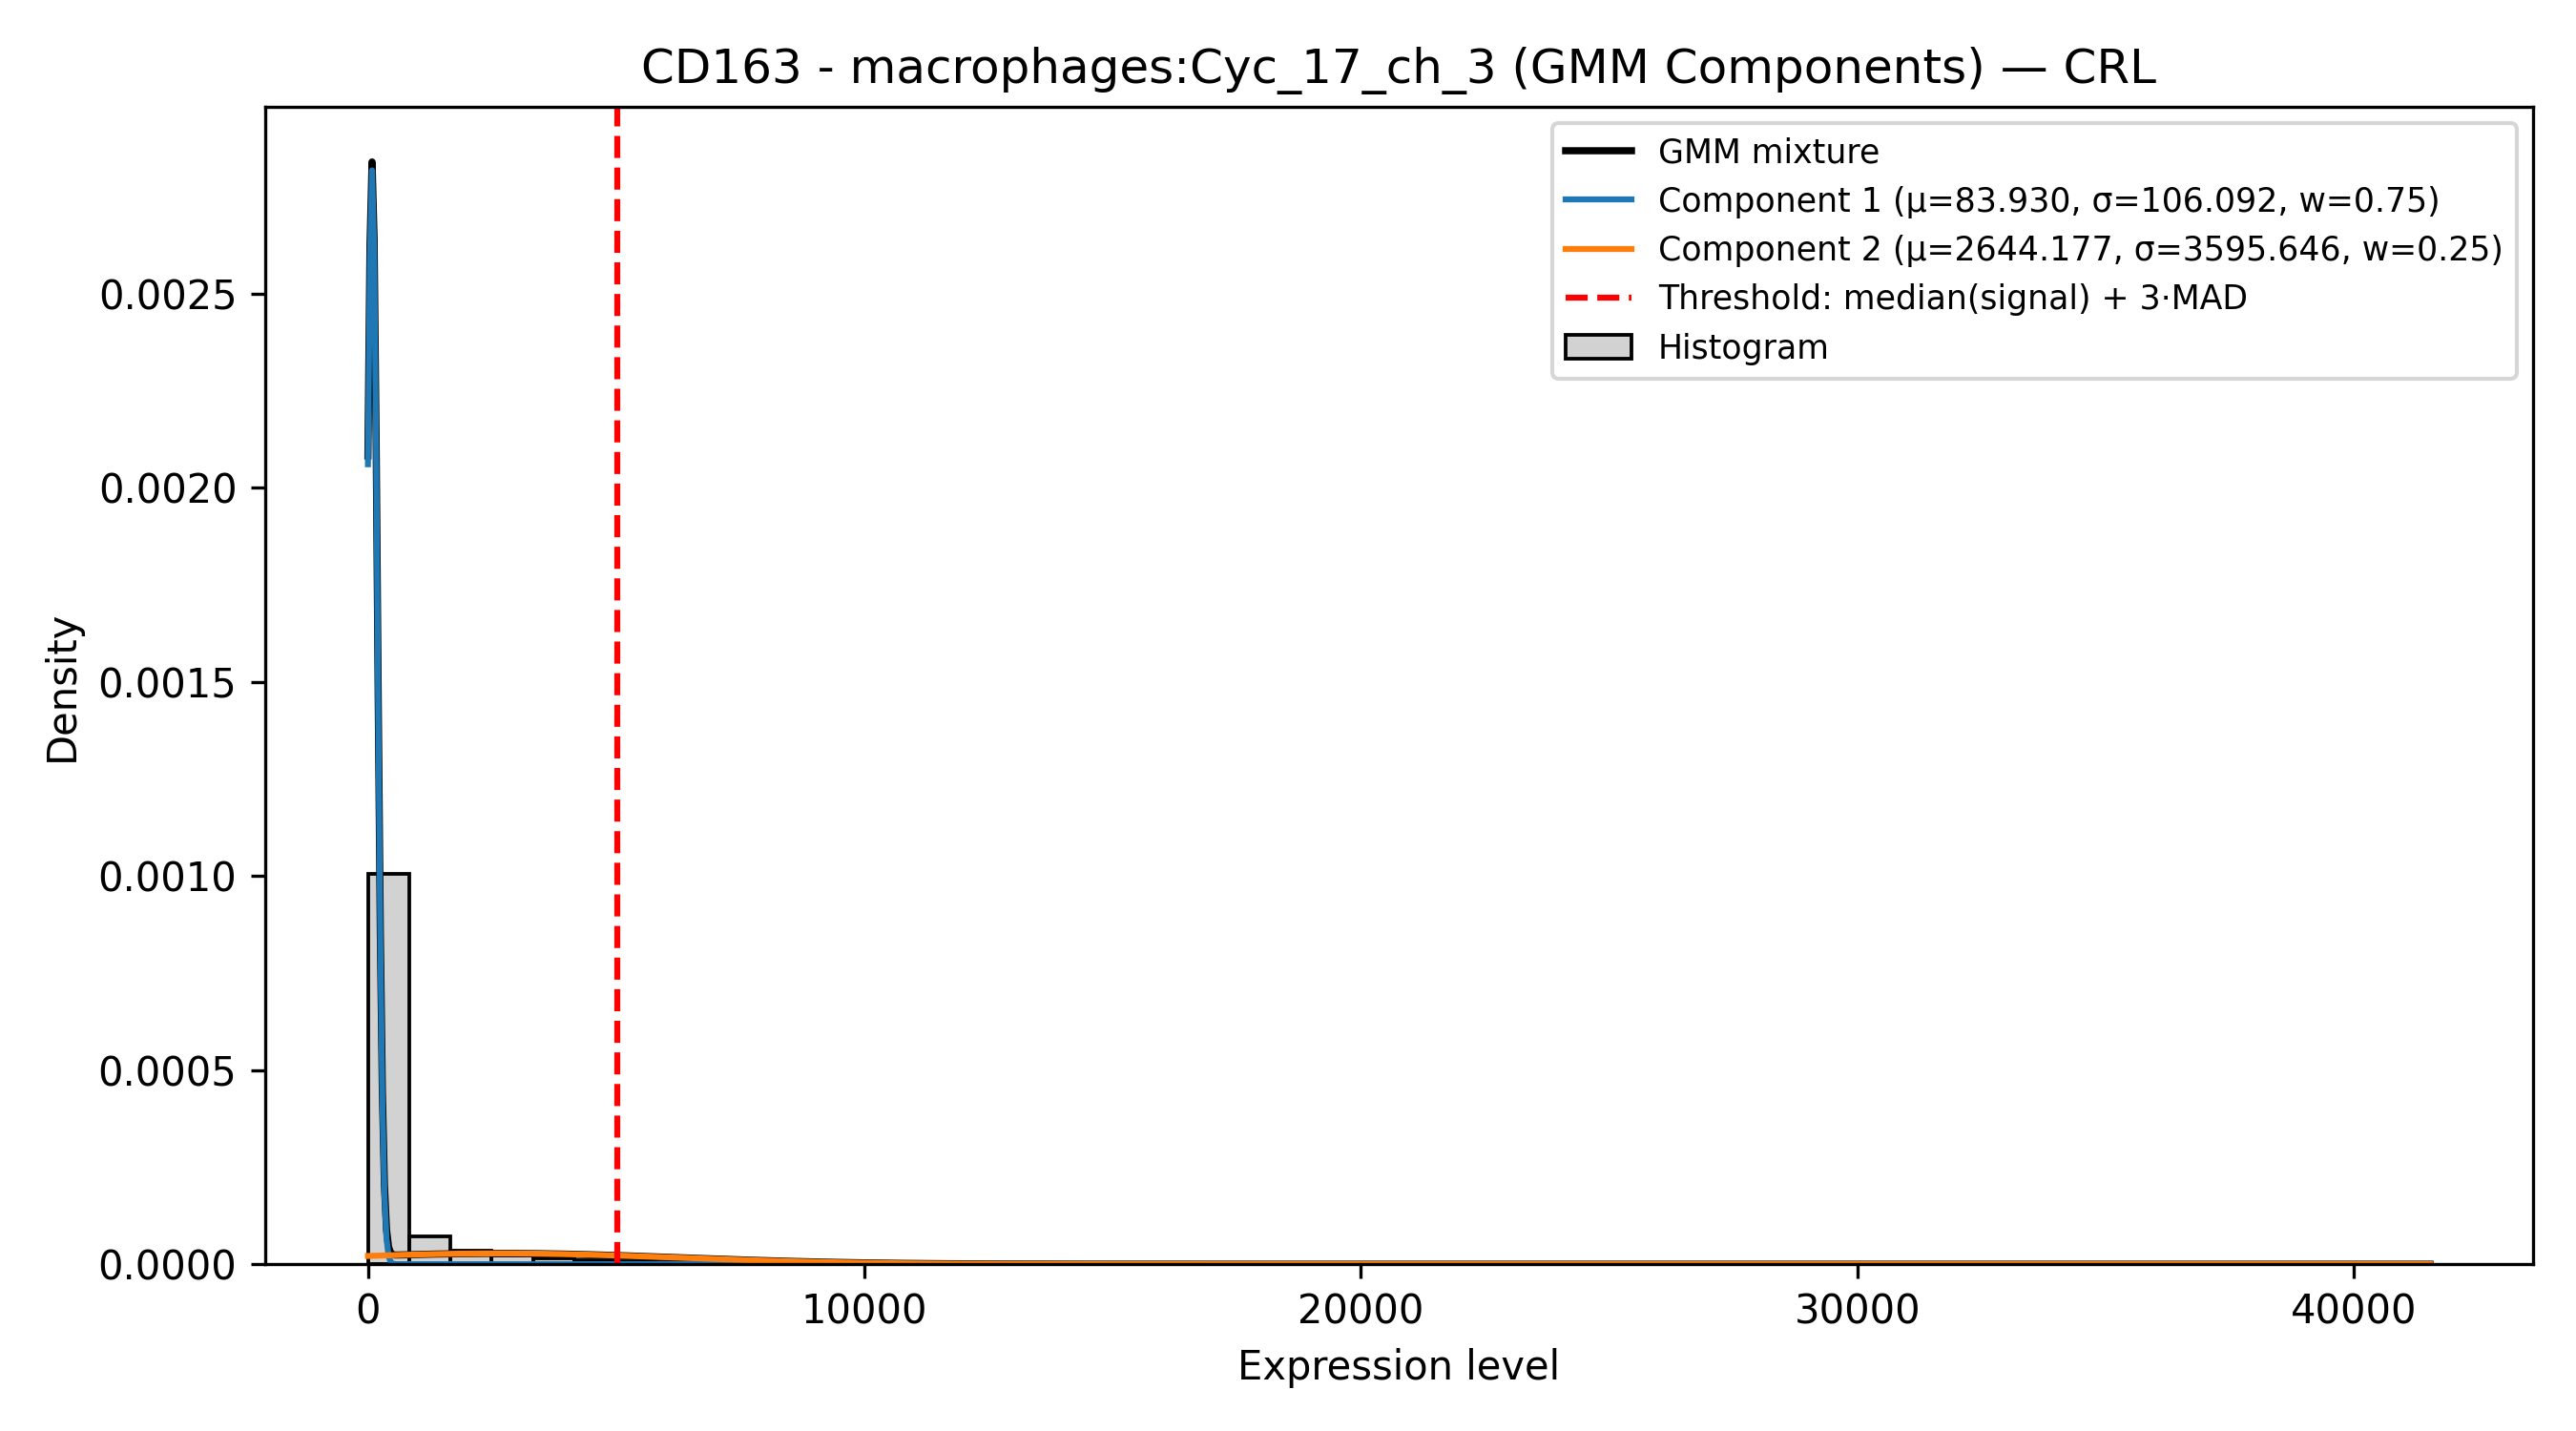 CD163 - macrophages:Cyc_17_ch_3 (GMM Components) — CRL
GMM mixture
Component 1 (μ=83.930, σ=106.092, w=0.75)
Component 2 (μ=2644.177, σ=3595.646, w=0.25)
Threshold: median(signal) + 3·MAD
Histogram
Density
0.0025
0.0020
0.0015
0.0010
0.0005
0.0000
0 10000 20000 30000 40000
Expression level